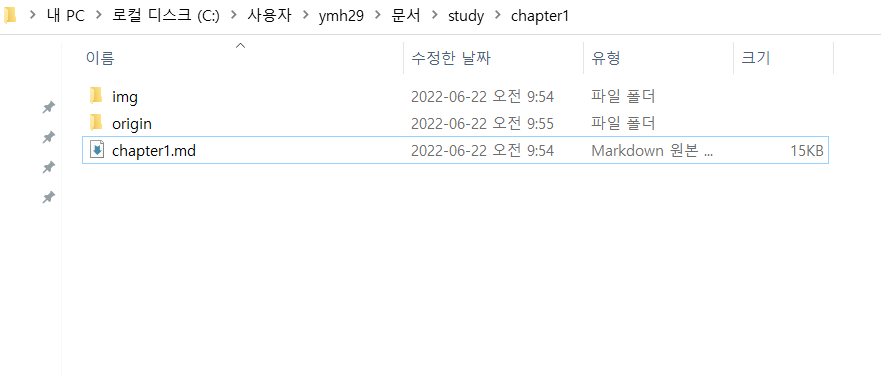 내 PC > 로컬 디스크 (C:) > 사용자 > ymh29 > 문서 > study > chapter1
이름 수정한 날짜 유형 크기
img 2022-06-22 오전 9:54 파일 폴더
origin 2022-06-22 오전 9:55 파일 폴더
chapter1.md 2022-06-22 오전 9:54 Markdown 원본 ... 15KB